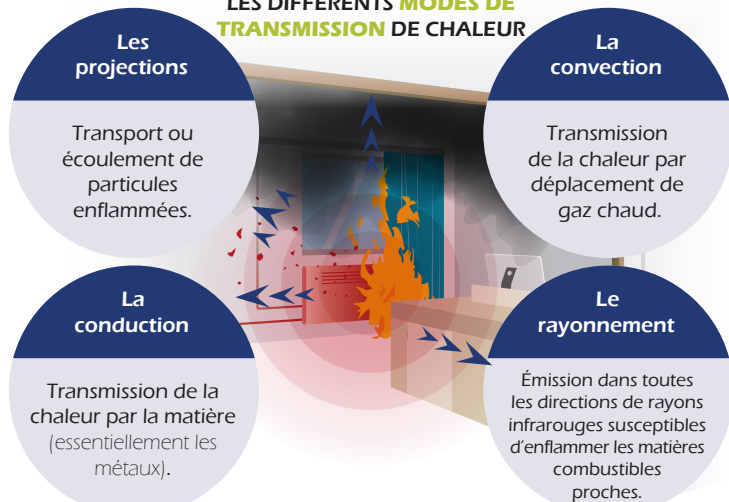 LES DIFFÉRENTS MODES DE
TRANSMISSION DE CHALEUR
Les
projections
Transport ou
écoulement de
particules
enflammées.
La
convection
Transmission
de la chaleur par
déplacement de
gaz chaud.
La
conduction
Transmission de la
chaleur par la matière
(essentiellement les
métaux).
Le
rayonnement
Émission dans toutes
les directions de rayons
infrarouges susceptibles
d’enflammer les matières
combustibles
proches.